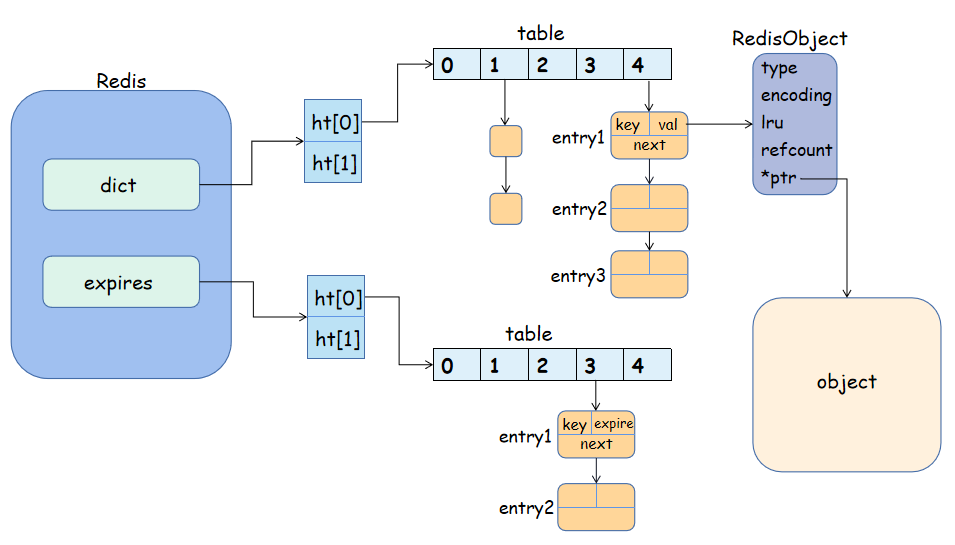 Redis
dict
expires
ht[0]
ht[1]
table
0 1 2 3 4
entry1
key val
next
entry2
entry3
RedisObject
type
encoding
lru
refcount
*ptr
object
ht[0]
ht[1]
table
0 1 2 3 4
entry1
key expire
next
entry2